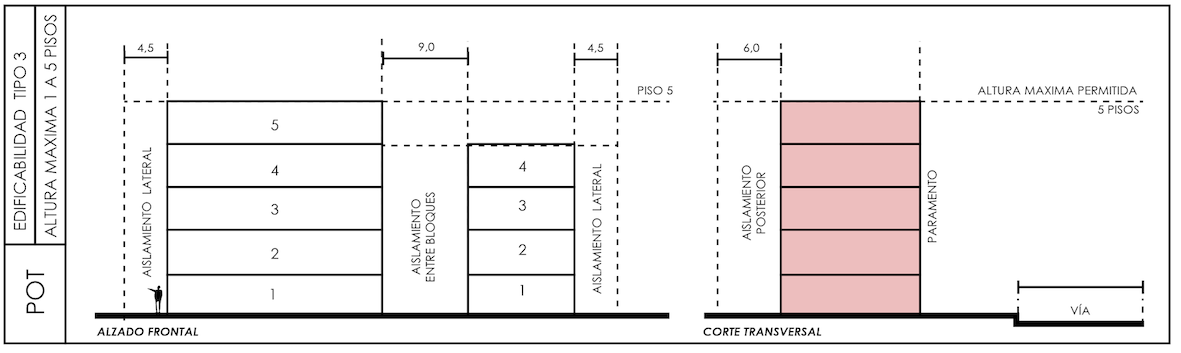 EDIFICABILIDAD TIPO 3
ALTURA MAXIMA 1 A 5 PISOS
POT
4,5
9,0
4,5
PISO 5
5
4
3
2
1
4
3
2
1
AISLAMIENTO LATERAL
AISLAMIENTO
ENTRE BLOQUES
AISLAMIENTO LATERAL
ALZADO FRONTAL
6,0
ALTURA MAXIMA PERMITIDA
5 PISOS
AISLAMIENTO
POSTERIOR
PARAMENTO
VÍA
CORTE TRANSVERSAL